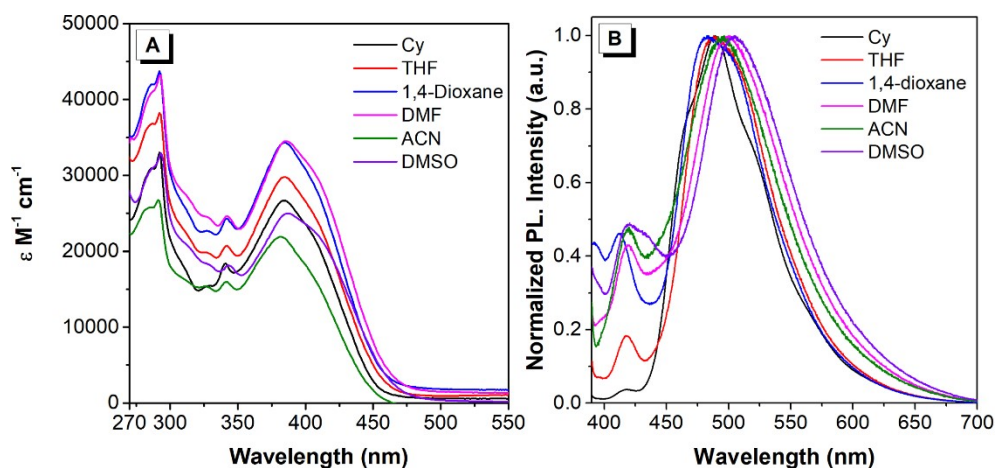 A
Cy
THF
1,4-Dioxane
DMF
ACN
DMSO
ε M⁻¹ cm⁻¹
50000
40000
30000
20000
10000
0
270 300 350 400 450 500 550
Wavelength (nm)
B
Cy
THF
1,4-dioxane
DMF
ACN
DMSO
Normalized PL. Intensity (a.u.)
1.0
0.8
0.6
0.4
0.2
0.0
400 450 500 550 600 650 700
Wavelength (nm)